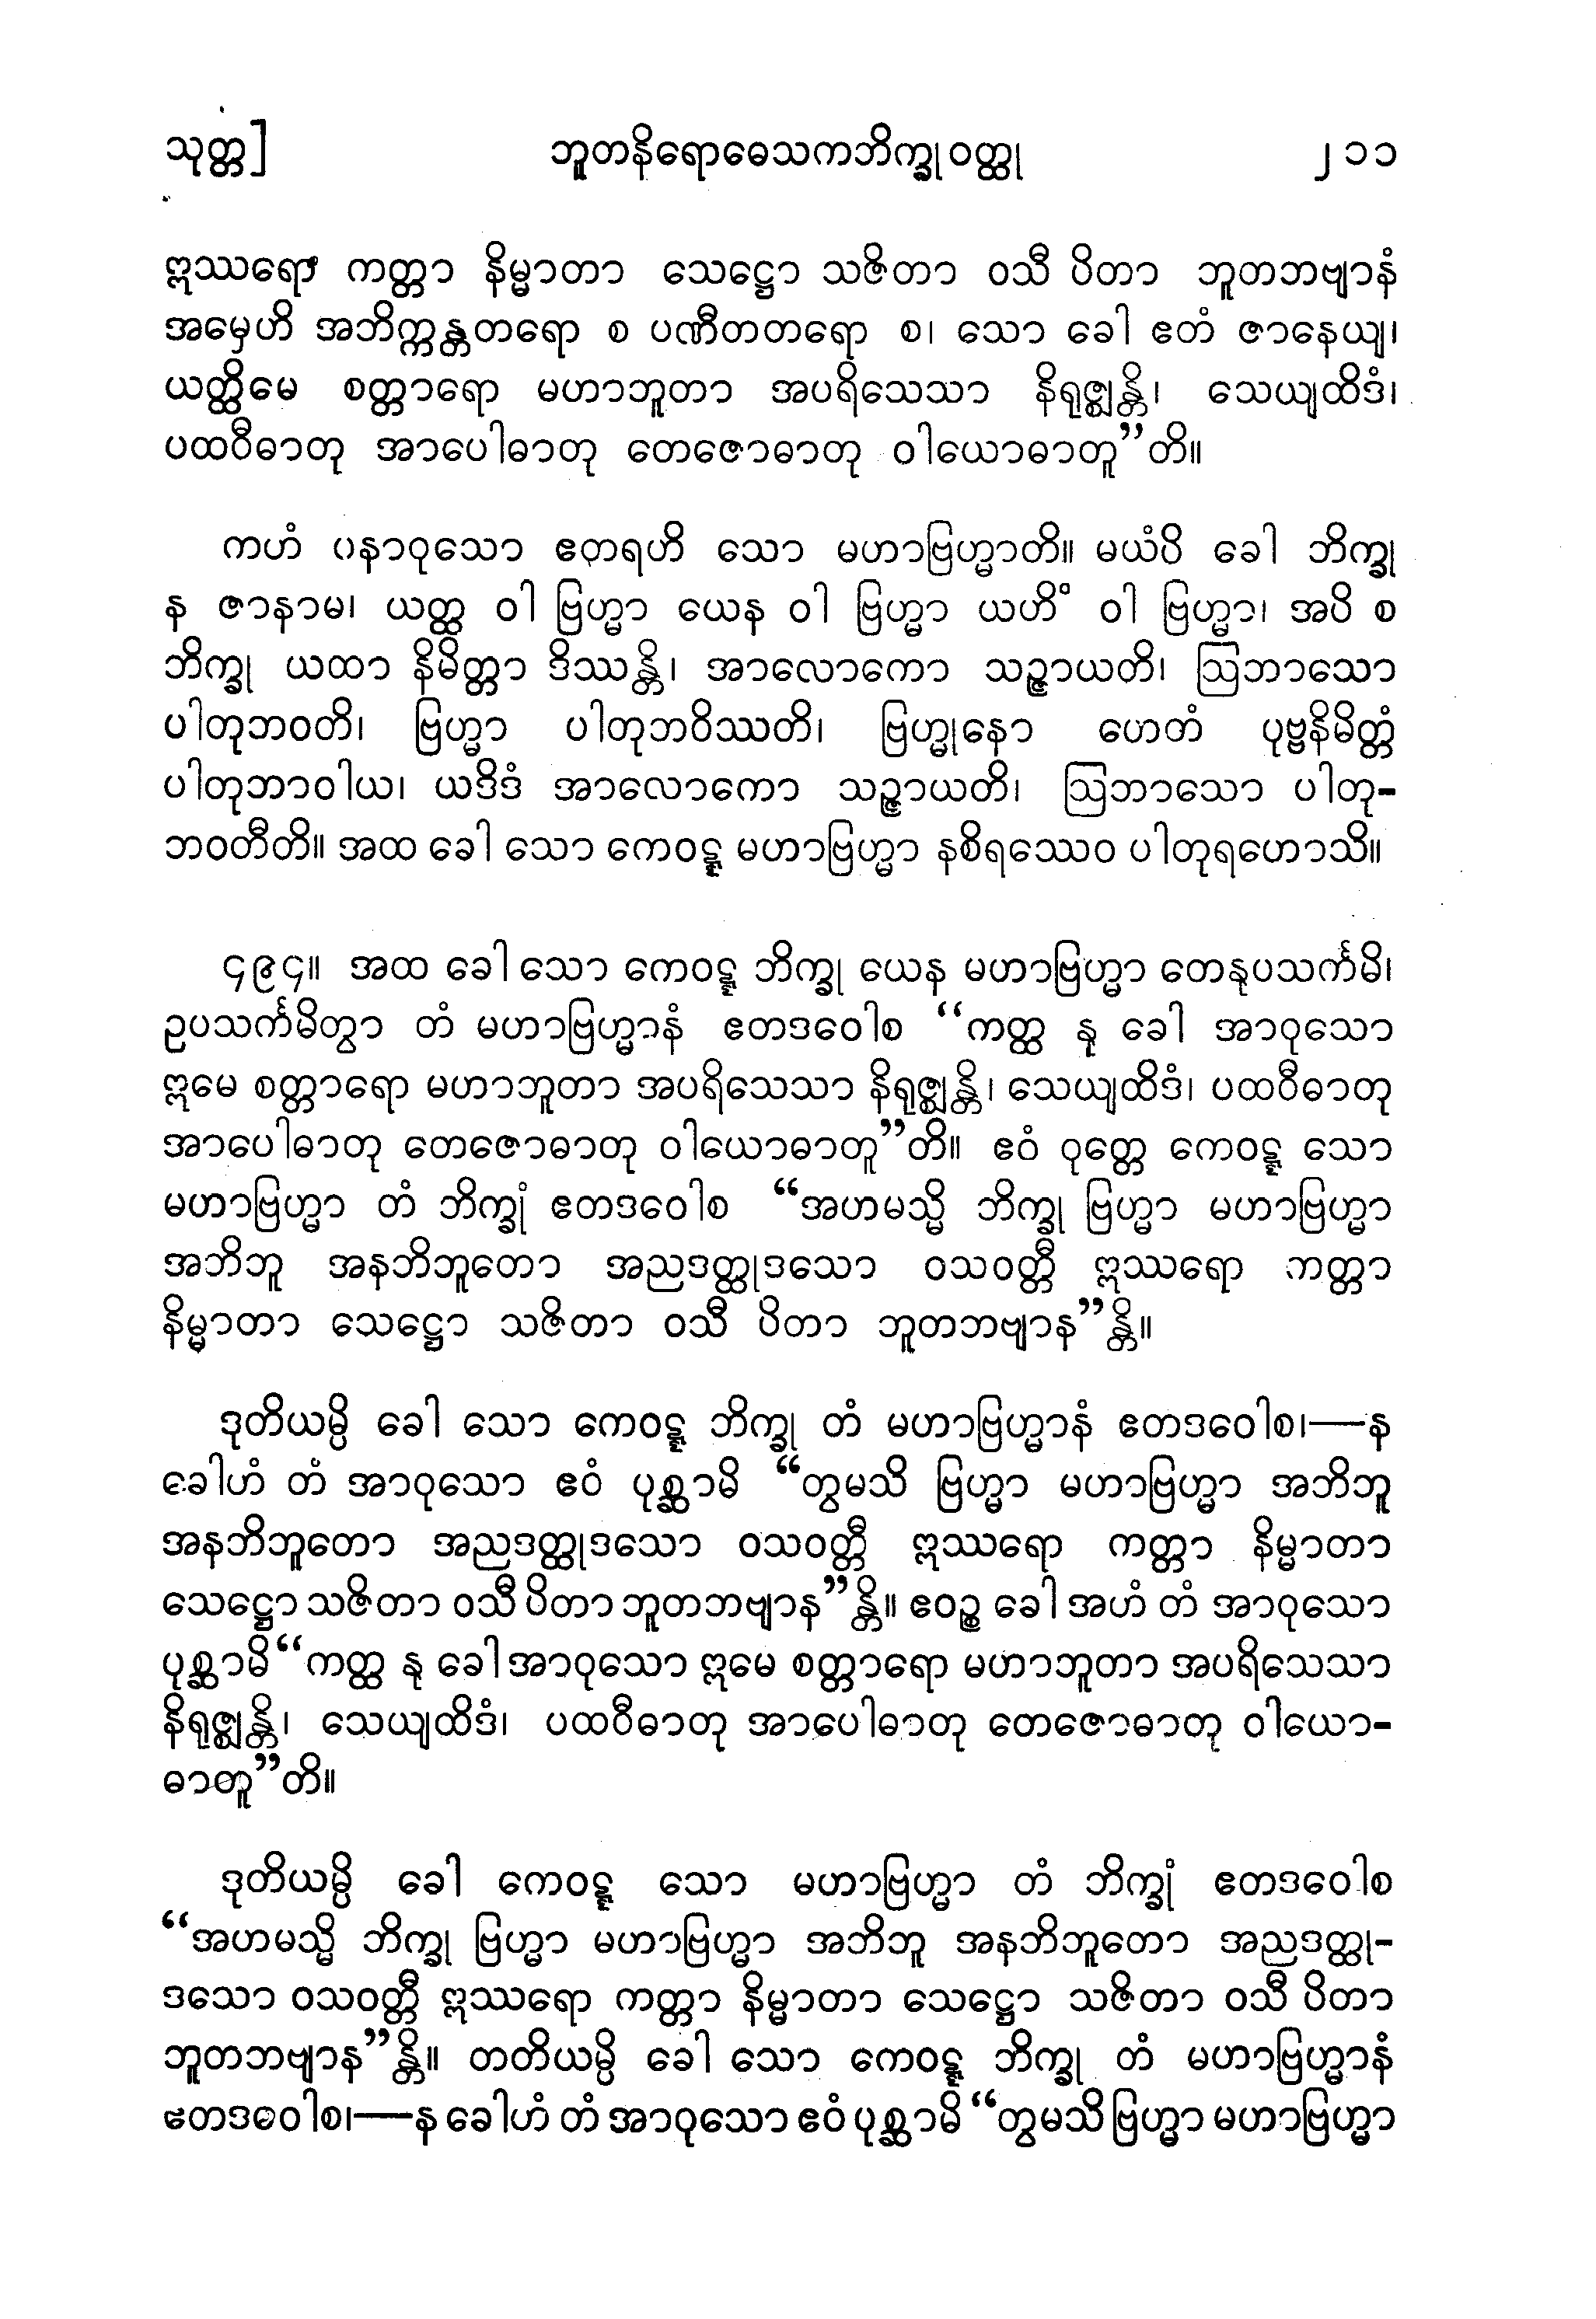 သုတ္တ] ဘူတနိရောဓေသကဘိက္ခုဝတ္ထု ၂၁၁
ဣဿရော ကတ္တာ နိမ္မာတာ သေဋ္ဌော သဇိတာ ဝသီ ပိတာ ဘူတဘဗျာနံ
အမှေဟိ အဘိက္ကန္တတရော စ ပဏီတတရော စ၊ သော ခေါ ဧတံ ဇာနေယျ၊
ယတ္ထိမေ စတ္တာရော မဟာဘူတာ အပရိသေသာ နိရုဇ္ဈန္တိ၊ သေယျထိဒံ၊
ပထဝီဓာတု အာပေါဓာတု တေဇောဓာတု ဝါယောဓာတူ”တိ။
ကဟံ ပနာဝုသော ဧတရဟိ သော မဟာဗြဟ္မာတိ။ မယံပိ ခေါ ဘိက္ခု
န ဇာနာမ၊ ယတ္ထ ဝါ ဗြဟ္မာ ယေန ဝါ ဗြဟ္မာ ယဟိံ ဝါ ဗြဟ္မာ၊ အပိ စ
ဘိက္ခု ယထာ နိမိတ္တာ ဒိဿန္တိ၊ အာလောကော သဉ္ဇာယတိ၊ ဩဘာသော
ပါတုဘဝတိ၊ ဗြဟ္မာ ပါတုဘဝိဿတိ၊ ဗြဟ္မုနော ဟေတံ ပုဗ္ဗနိမိတ္တံ
ပါတုဘာဝါယ၊ ယဒိဒံ အာလောကော သဉ္ဇာယတိ၊ ဩဘာသော ပါတု-
ဘဝတီတိ။ အထ ခေါ သော ကေဝဋ္ဋ မဟာဗြဟ္မာ နစိရဿေဝ ပါတုရဟောသိ။
၄၉၄။ အထ ခေါ သော ကေဝဋ္ဋ ဘိက္ခု ယေန မဟာဗြဟ္မာ တေနုပသင်္ကမိ၊
ဥပသင်္ကမိတွာ တံ မဟာဗြဟ္မာနံ ဧတဒဝေါစ “ကတ္ထ နု ခေါ အာဝုသော
ဣမေ စတ္တာရော မဟာဘူတာ အပရိသေသာ နိရုဇ္ဈန္တိ၊ သေယျထိဒံ၊ ပထဝီဓာတု
အာပေါဓာတု တေဇောဓာတု ဝါယောဓာတူ”တိ။ ဧဝံ ဝုတ္တေ ကေဝဋ္ဋ သော
မဟာဗြဟ္မာ တံ ဘိက္ခုံ ဧတဒဝေါစ “အဟမသ္မိ ဘိက္ခု ဗြဟ္မာ မဟာဗြဟ္မာ
အဘိဘူ အနဘိဘူတော အညဒတ္ထုဒသော ဝသဝတ္တီ ဣဿရော ကတ္တာ
နိမ္မာတာ သေဋ္ဌော သဇိတာ ဝသီ ပိတာ ဘူတဘဗျာန”န္တိ။
ဒုတိယမ္ပိ ခေါ သော ကေဝဋ္ဋ ဘိက္ခု တံ မဟာဗြဟ္မာနံ ဧတဒဝေါစ၊—န
ခေါဟံ တံ အာဝုသော ဧဝံ ပုစ္ဆာမိ “တွမသိ ဗြဟ္မာ မဟာဗြဟ္မာ အဘိဘူ
အနဘိဘူတော အညဒတ္ထုဒသော ဝသဝတ္တီ ဣဿရော ကတ္တာ နိမ္မာတာ
သေဋ္ဌော သဇိတာ ဝသီ ပိတာ ဘူတဘဗျာန”န္တိ။ ဧဝဉ္စ ခေါ အဟံ တံ အာဝုသော
ပုစ္ဆာမိ “ကတ္ထ နု ခေါ အာဝုသော ဣမေ စတ္တာရော မဟာဘူတာ အပရိသေသာ
နိရုဇ္ဈန္တိ၊ သေယျထိဒံ၊ ပထဝီဓာတု အာပေါဓာတု တေဇောဓာတု ဝါယော-
ဓာတူ”တိ။
ဒုတိယမ္ပိ ခေါ ကေဝဋ္ဋ သော မဟာဗြဟ္မာ တံ ဘိက္ခုံ ဧတဒဝေါစ
“အဟမသ္မိ ဘိက္ခု ဗြဟ္မာ မဟာဗြဟ္မာ အဘိဘူ အနဘိဘူတော အညဒတ္ထု-
ဒသော ဝသဝတ္တီ ဣဿရော ကတ္တာ နိမ္မာတာ သေဋ္ဌော သဇိတာ ဝသီ ပိတာ
ဘူတဘဗျာန”န္တိ။ တတိယမ္ပိ ခေါ သော ကေဝဋ္ဋ ဘိက္ခု တံ မဟာဗြဟ္မာနံ
ဧတဒဝေါစ၊—န ခေါဟံ တံ အာဝုသော ဧဝံ ပုစ္ဆာမိ “တွမသိ ဗြဟ္မာ မဟာဗြဟ္မာ